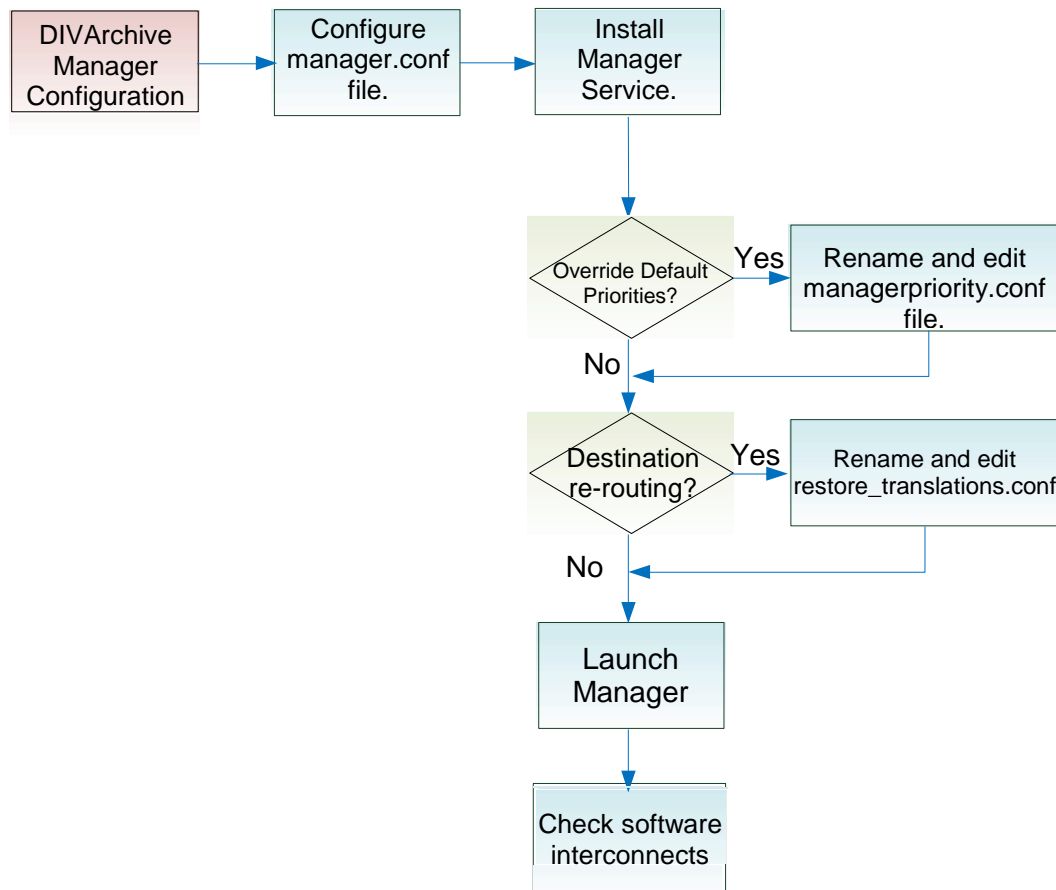 DIVArchive
Manager
Configuration
Configure
manager.conf
file.
Install
Manager
Service.
Override Default
Priorities?
Yes
Rename and edit
managerpriority.conf
file.
No
Destination
re-routing?
Yes
Rename and edit
restore_translations.conf
No
Launch
Manager
Check software
interconnects